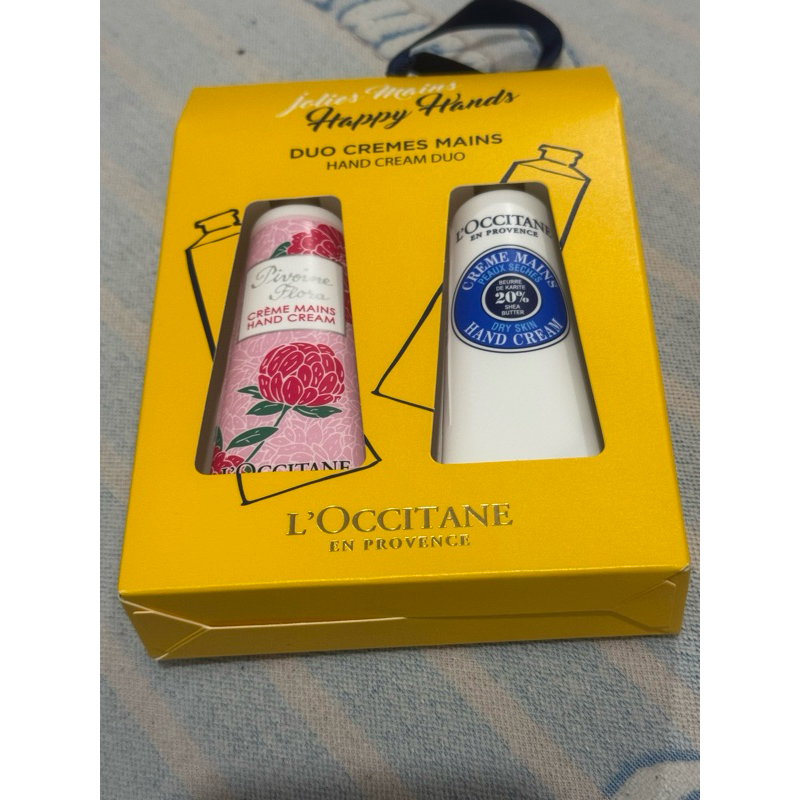 Jolies Mains
Happy Hands
DUO CREMES MAINS
HAND CREAM DUO
Pivoine
Flora
CRÈME MAINS
HAND CREAM
L'OCCITANE
L'OCCITANE
EN PROVENCE
CRÈME MAINS
PEAUX SÈCHES
BEURRE
DE KARITÉ
20%
SHEA
BUTTER
DRY SKIN
HAND CREAM
L'OCCITANE
EN PROVENCE